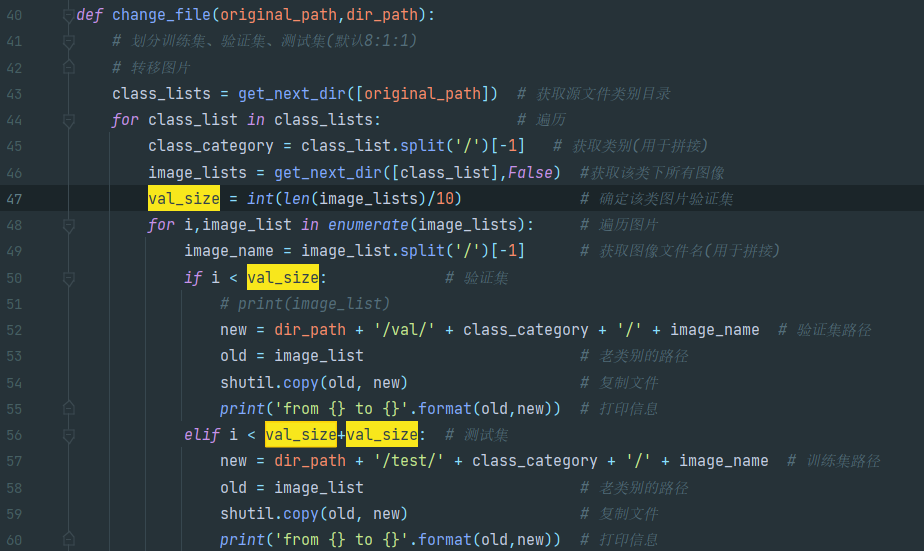 40 def change_file(original_path,dir_path):
41 # 划分训练集、验证集、测试集(默认8:1:1)
42 # 转移图片
43 class_lists = get_next_dir([original_path]) # 获取源文件类别目录
44 for class_list in class_lists: # 遍历
45 class_category = class_list.split('/')[-1] # 获取类别(用于拼接)
46 image_lists = get_next_dir([class_list],False) #获取该类下所有图像
47 val_size = int(len(image_lists)/10) # 确定该类图片验证集
48 for i,image_list in enumerate(image_lists): # 遍历图片
49 image_name = image_list.split('/')[-1] # 获取图像文件名(用于拼接)
50 if i < val_size: # 验证集
51 # print(image_list)
52 new = dir_path + '/val/' + class_category + '/' + image_name # 验证集路径
53 old = image_list # 老类别的路径
54 shutil.copy(old, new) # 复制文件
55 print('from {} to {}'.format(old,new)) # 打印信息
56 elif i < val_size+val_size: # 测试集
57 new = dir_path + '/test/' + class_category + '/' + image_name # 训练集路径
58 old = image_list # 老类别的路径
59 shutil.copy(old, new) # 复制文件
60 print('from {} to {}'.format(old,new)) # 打印信息